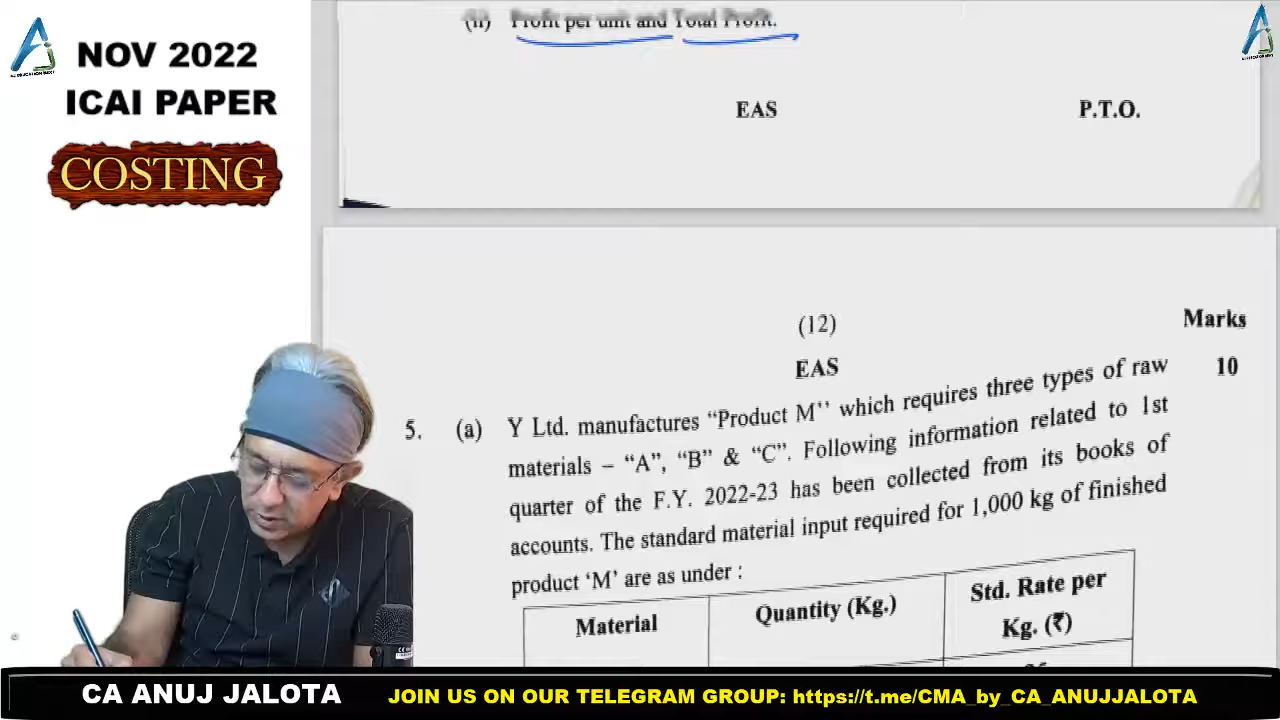 NOV 2022
ICAI PAPER
COSTING
(ii) Profit per unit and Total Profit.
EAS P.T.O.
(12)
Marks
EAS
10
5. (a) Y Ltd. manufactures “Product M’’ which requires three types of raw
materials – “A”, “B” & “C”. Following information related to 1st
quarter of the F.Y. 2022-23 has been collected from its books of
accounts. The standard material input required for 1,000 kg of finished
product ‘M’ are as under :
Material Quantity (Kg.) Std. Rate per
Kg. (₹)
CA ANUJ JALOTA JOIN US ON OUR TELEGRAM GROUP: https://t.me/CMA_by_CA_ANUJJALOTA